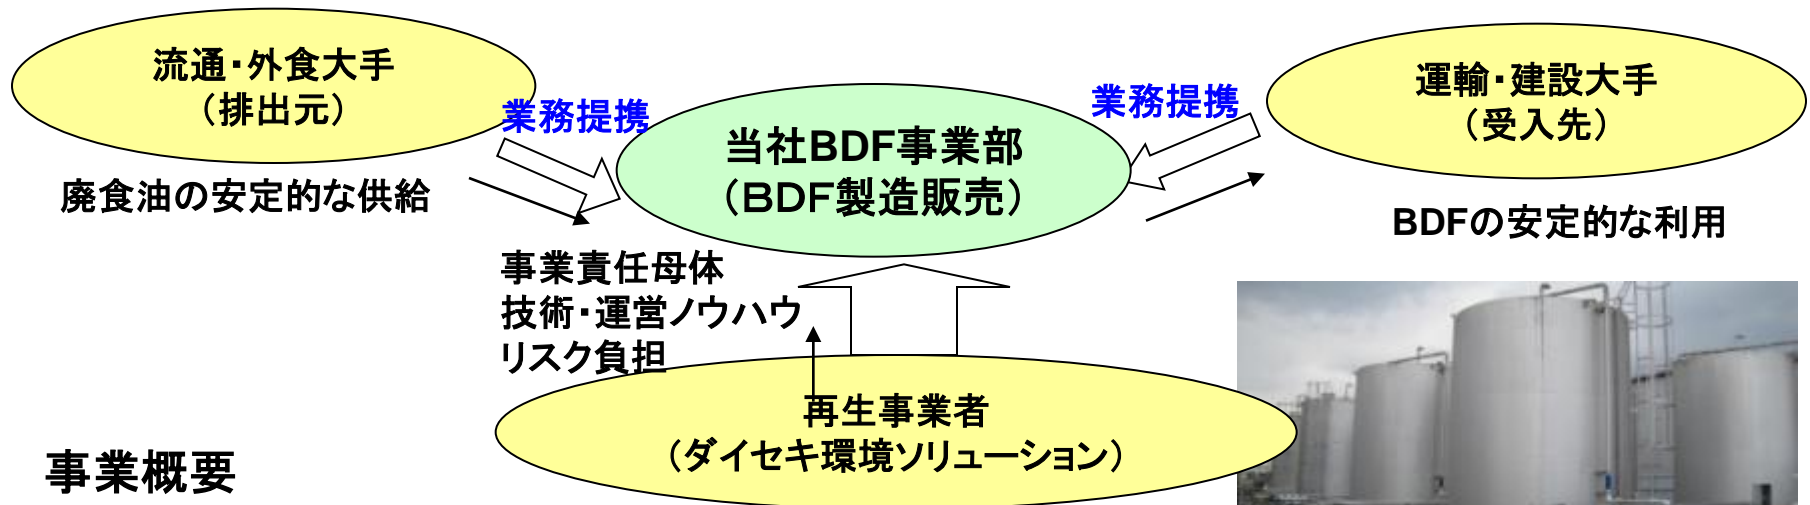 流通・外食大手
（排出元）
業務提携
廃食油の安定的な供給
当社BDF事業部
（ＢＤＦ製造販売）
業務提携
運輸・建設大手
（受入先）
BDFの安定的な利用
事業責任母体
技術・運営ノウハウ
リスク負担
再生事業者
（ダイセキ環境ソリューション）
事業概要